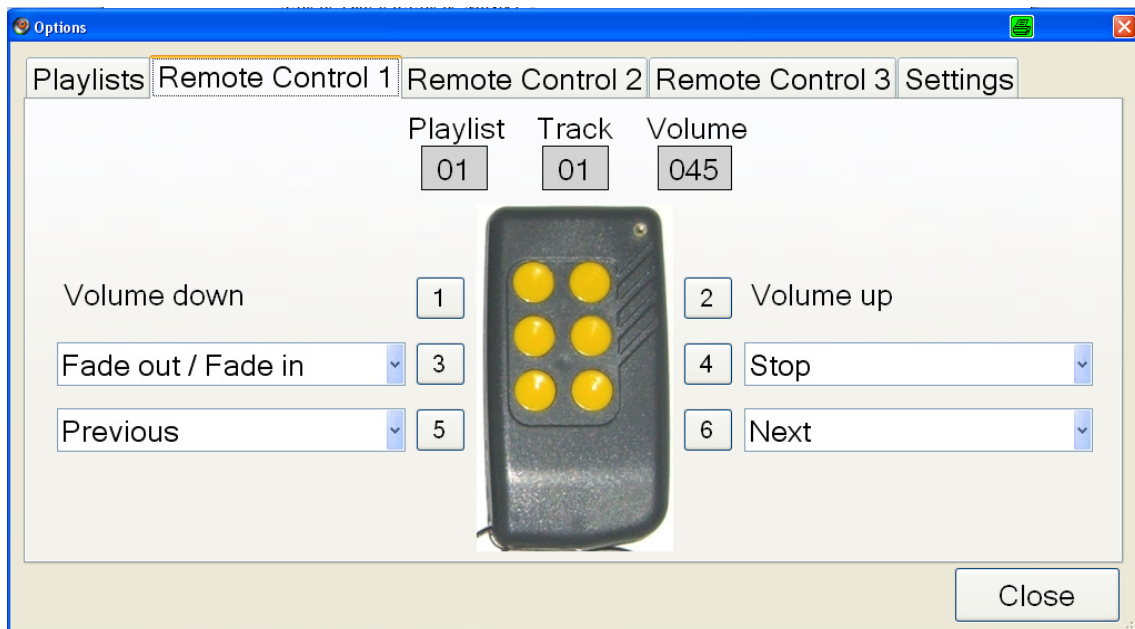 Options
Playlists Remote Control 1 Remote Control 2 Remote Control 3 Settings
Playlist Track Volume
01 01 045
Volume down 1 2 Volume up
Fade out / Fade in 3 4 Stop
Previous 5 6 Next
Close